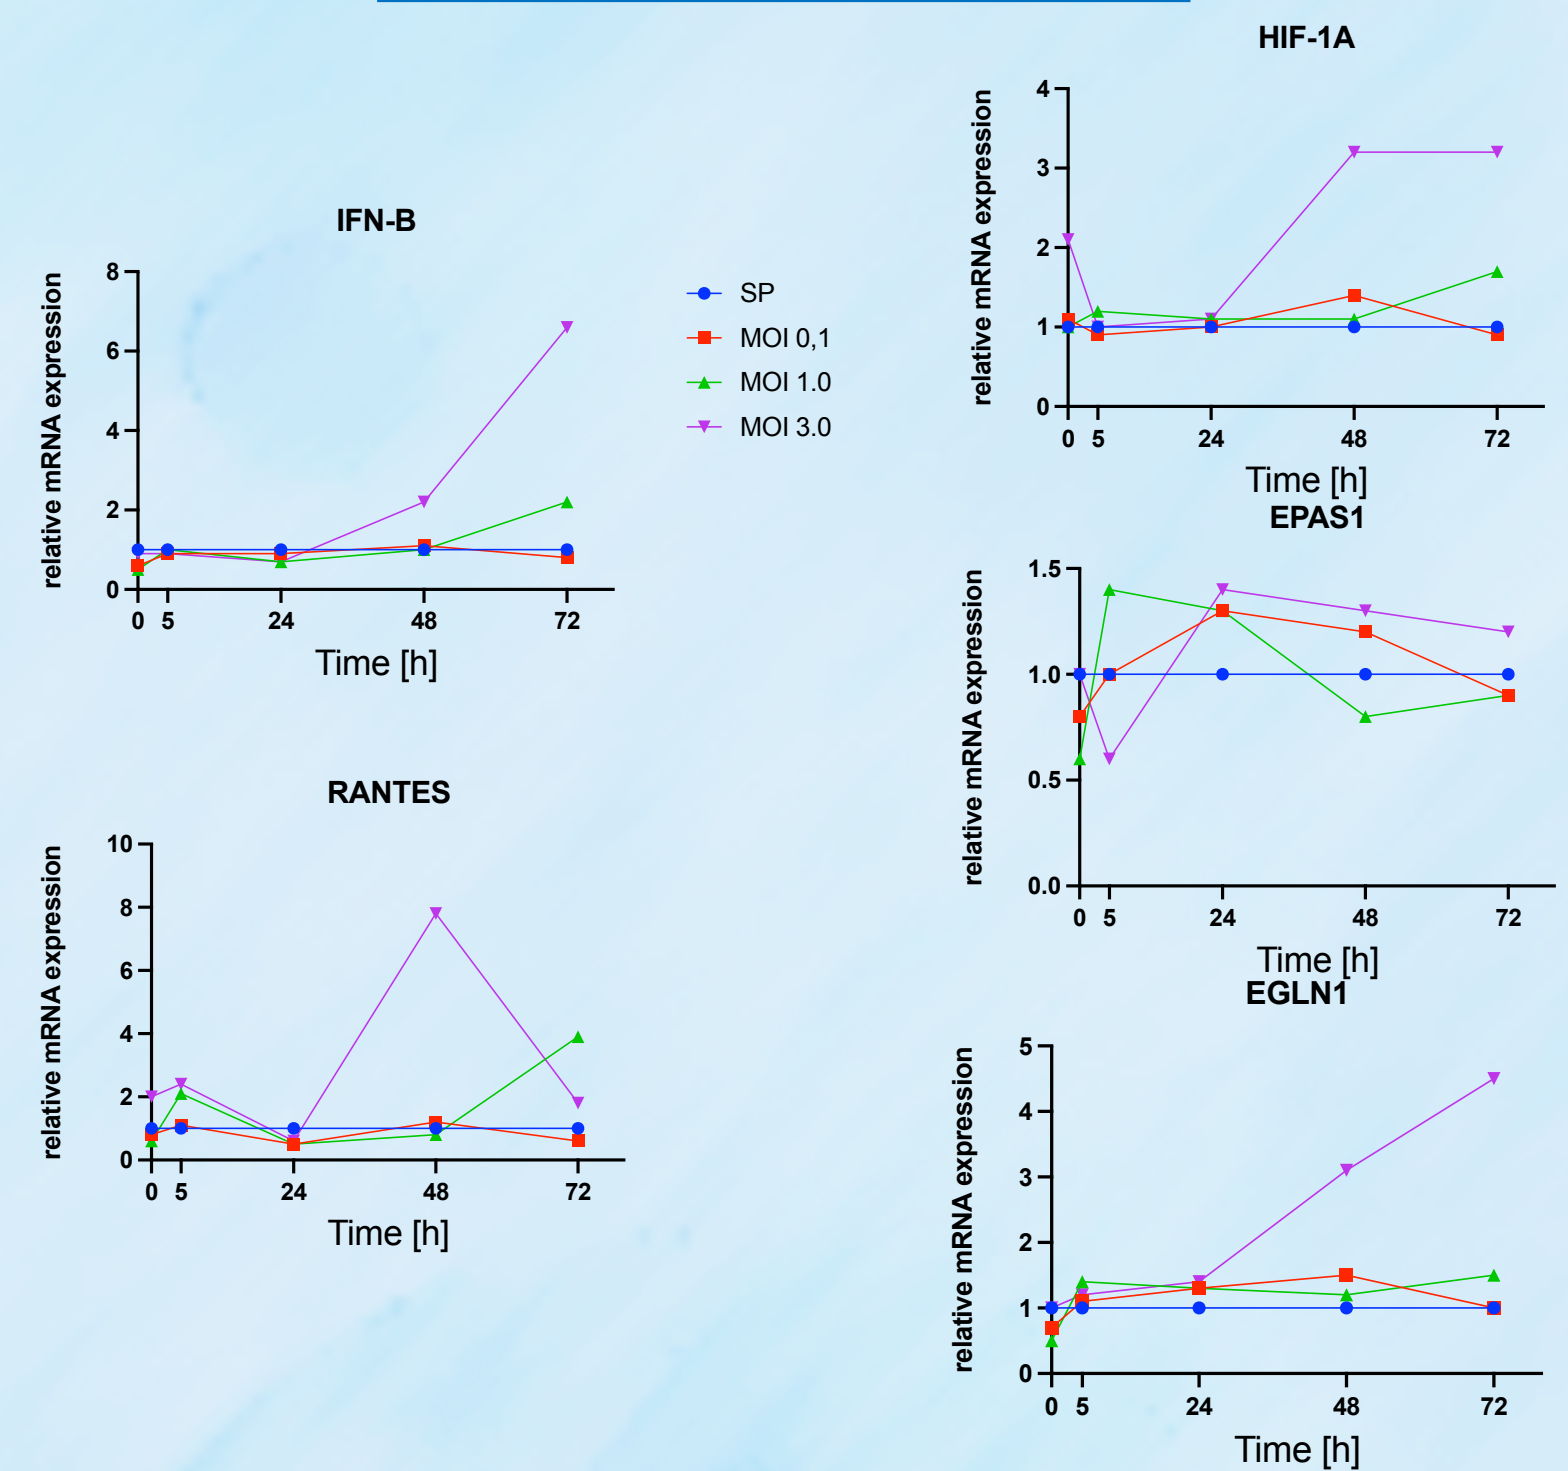 IFN-B
relative mRNA expression
8
6
4
2
0
0 5 24 48 72
Time [h]
SP
MOI 0,1
MOI 1.0
MOI 3.0
RANTES
relative mRNA expression
10
8
6
4
2
0
0 5 24 48 72
Time [h]
HIF-1A
relative mRNA expression
4
3
2
1
0
0 5 24 48 72
Time [h]
EPAS1
relative mRNA expression
1.5
1.0
0.5
0.0
0 5 24 48 72
Time [h]
EGLN1
relative mRNA expression
5
4
3
2
1
0
0 5 24 48 72
Time [h]